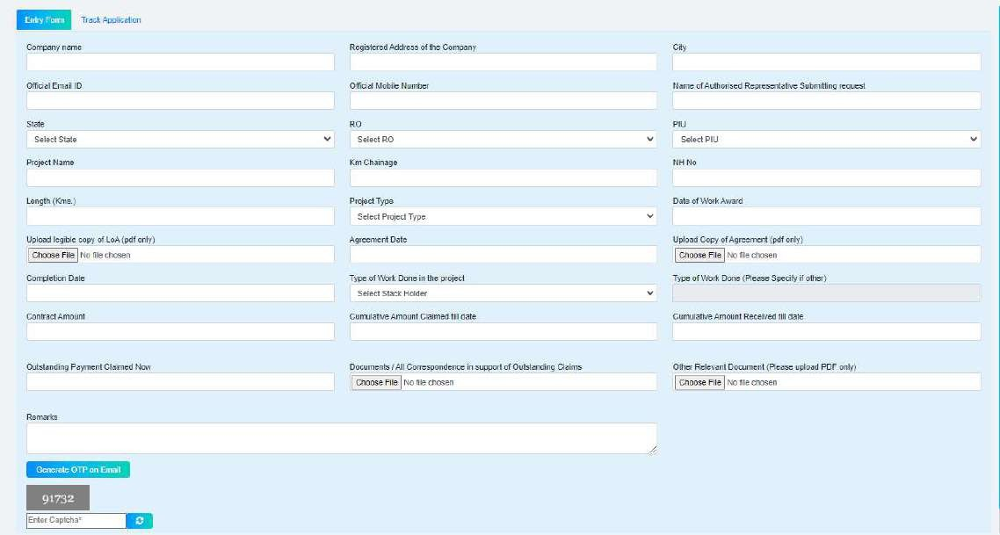 Entry Form Track Application
Company name Registered Address of the Company City
Official Email ID Official Mobile Number Name of Authorised Representative Submitting request
State RO PIU
Select State Select RO Select PIU
Project Name Km Chainage NH No
Length (Kms.) Project Type Date of Work Award
Select Project Type
Upload legible copy of LoA (pdf only) Agreement Date Upload Copy of Agreement (pdf only)
Choose File No file chosen Choose File No file chosen
Completion Date Type of Work Done in the project Type of Work Done (Please Specify if other)
Select Stack Holder
Contract Amount Cumulative Amount Claimed till date Cumulative Amount Received till date
Outstanding Payment Claimed Now Documents / All Correspondence in support of Outstanding Claims Other Relevant Document (Please upload PDF only)
Choose File No file chosen Choose File No file chosen
Remarks
Generate OTP on Email
91732
Enter Captcha*